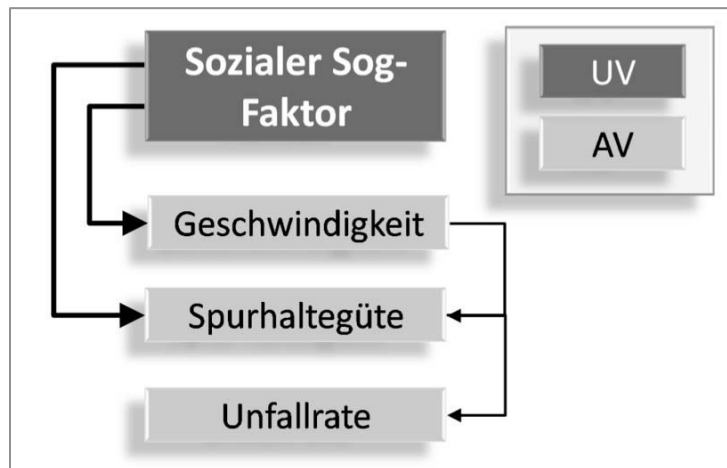 Sozialer Sog-
Faktor
UV
AV
Geschwindigkeit
Spurhaltegüte
Unfallrate